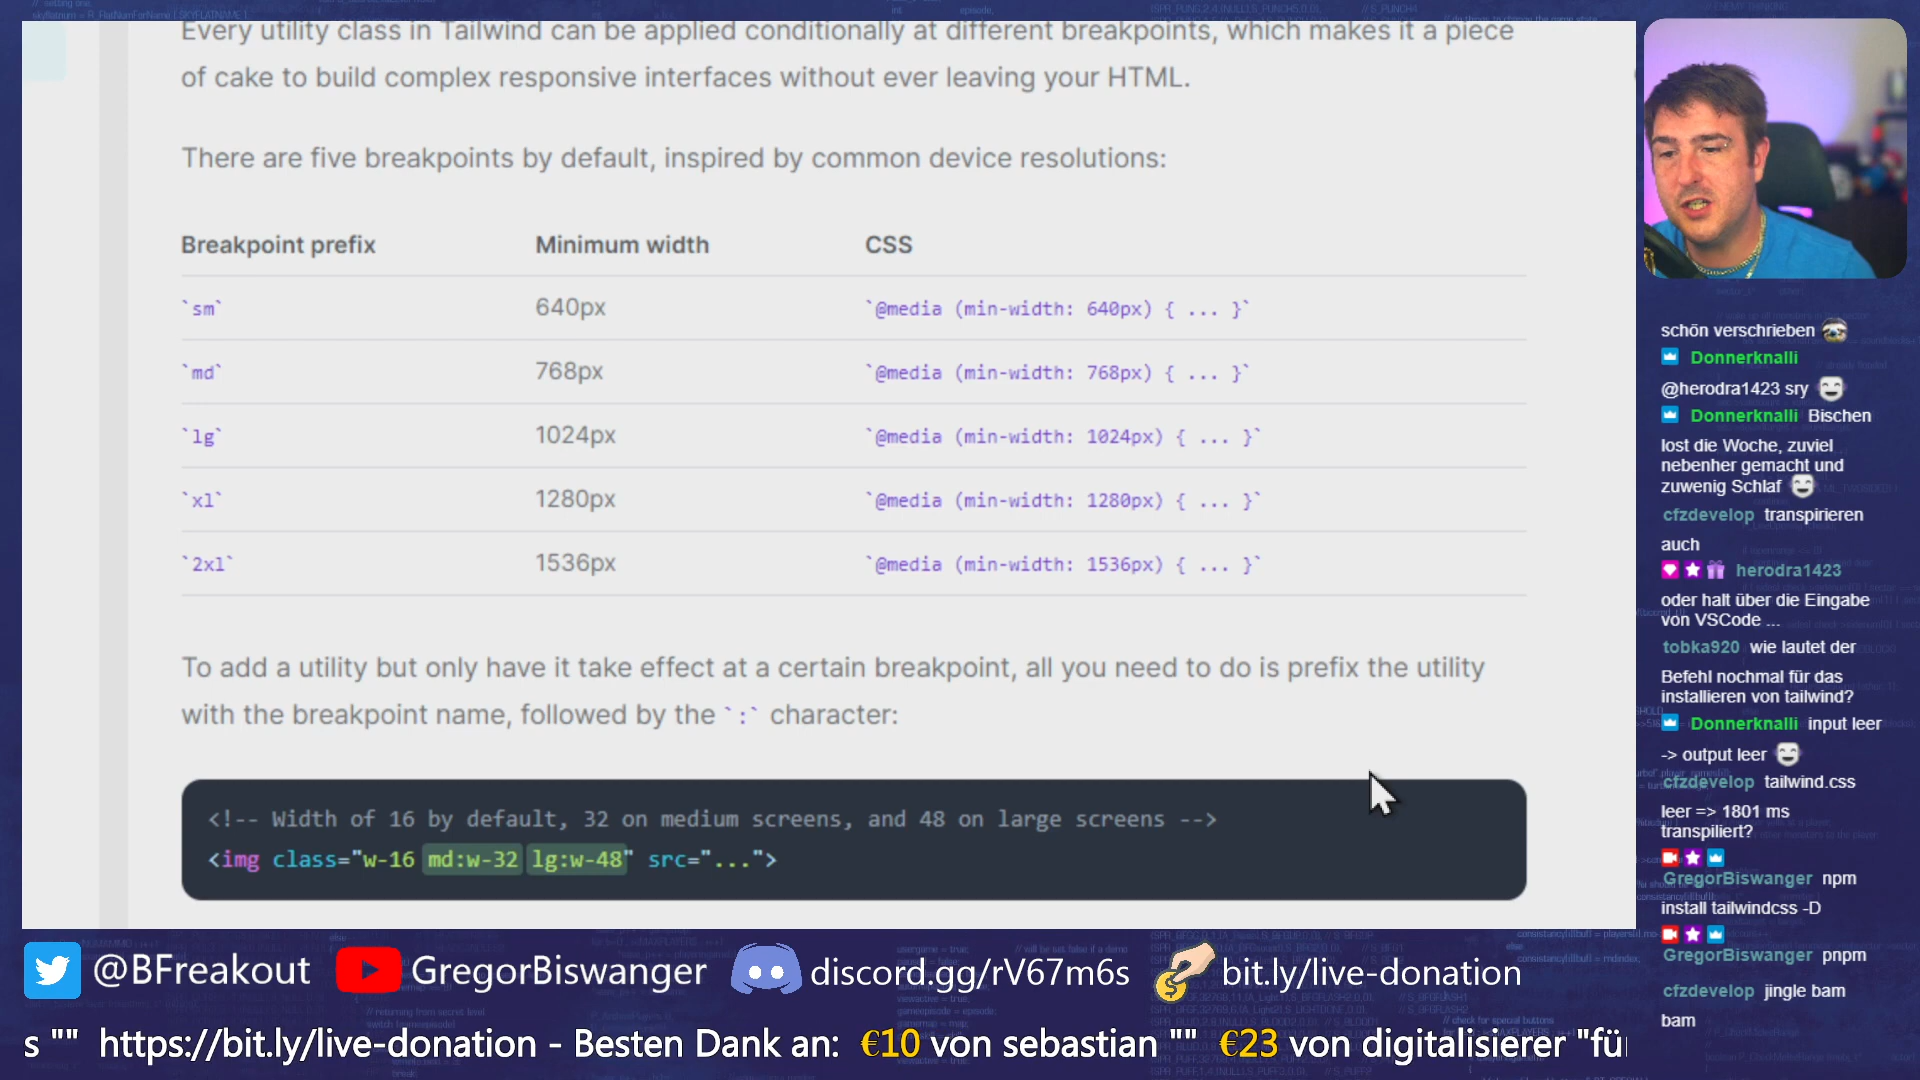 Every utility class in Tailwind can be applied conditionally at different breakpoints, which makes it a piece
of cake to build complex responsive interfaces without ever leaving your HTML.
There are five breakpoints by default, inspired by common device resolutions:
Breakpoint prefix Minimum width CSS
`sm` 640px `@media (min-width: 640px) { ... }`
`md` 768px `@media (min-width: 768px) { ... }`
`lg` 1024px `@media (min-width: 1024px) { ... }`
`xl` 1280px `@media (min-width: 1280px) { ... }`
`2xl` 1536px `@media (min-width: 1536px) { ... }`
To add a utility but only have it take effect at a certain breakpoint, all you need to do is prefix the utility
with the breakpoint name, followed by the `:` character:
<!-- Width of 16 by default, 32 on medium screens, and 48 on large screens -->
<img class="w-16 md:w-32 lg:w-48" src="...">
schön verschrieben
Donnerknalli
@herodra1423 sry
Donnerknalli Bischen
lost die Woche, zuviel
nebenher gemacht und
zuwenig Schlaf
cfzdevelop transpirieren
auch
herodra1423
oder halt über die Eingabe
von VSCode ...
tobka920 wie lautet der
Befehl nochmal für das
installieren von tailwind?
Donnerknalli input leer
-> output leer
cfzdevelop tailwind.css
leer => 1801 ms
transpiliert?
GregorBiswanger npm
install tailwindcss -D
GregorBiswanger pnpm
cfzdevelop jingle bam
bam
@BFreakout GregorBiswanger discord.gg/rV67m6s bit.ly/live-donation
s "" https://bit.ly/live-donation - Besten Dank an: €10 von sebastian "" €23 von digitalisierer "fü